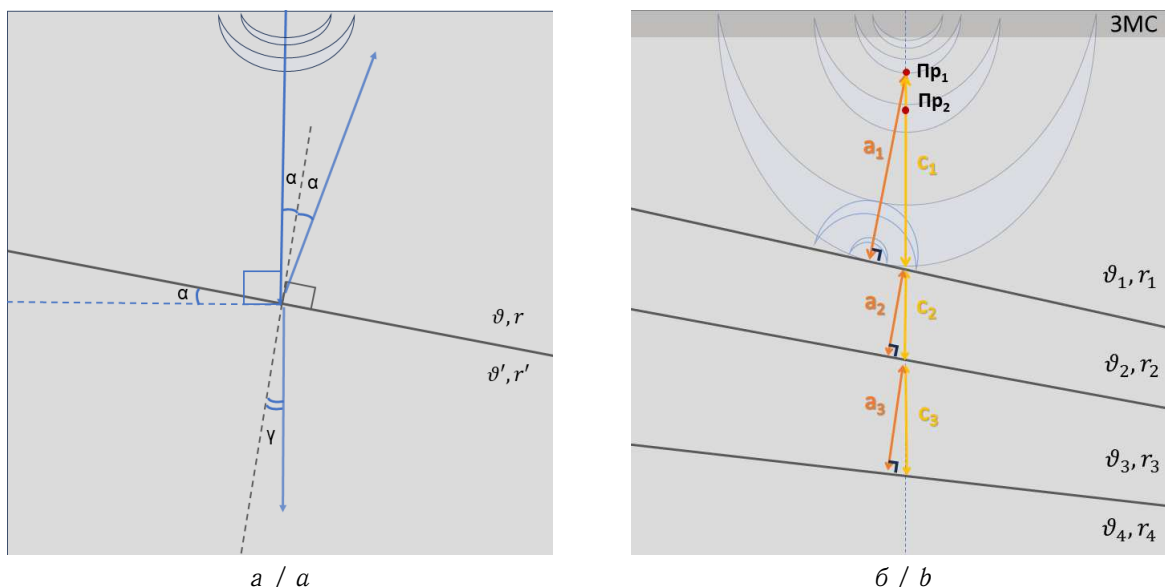 α
α
α
ϑ, r
ϑ′, r′
γ
а / a
ЗМС
Пр₁
Пр₂
a₁
c₁
ϑ₁, r₁
a₂
c₂
ϑ₂, r₂
a₃
c₃
ϑ₃, r₃
ϑ₄, r₄
б / b